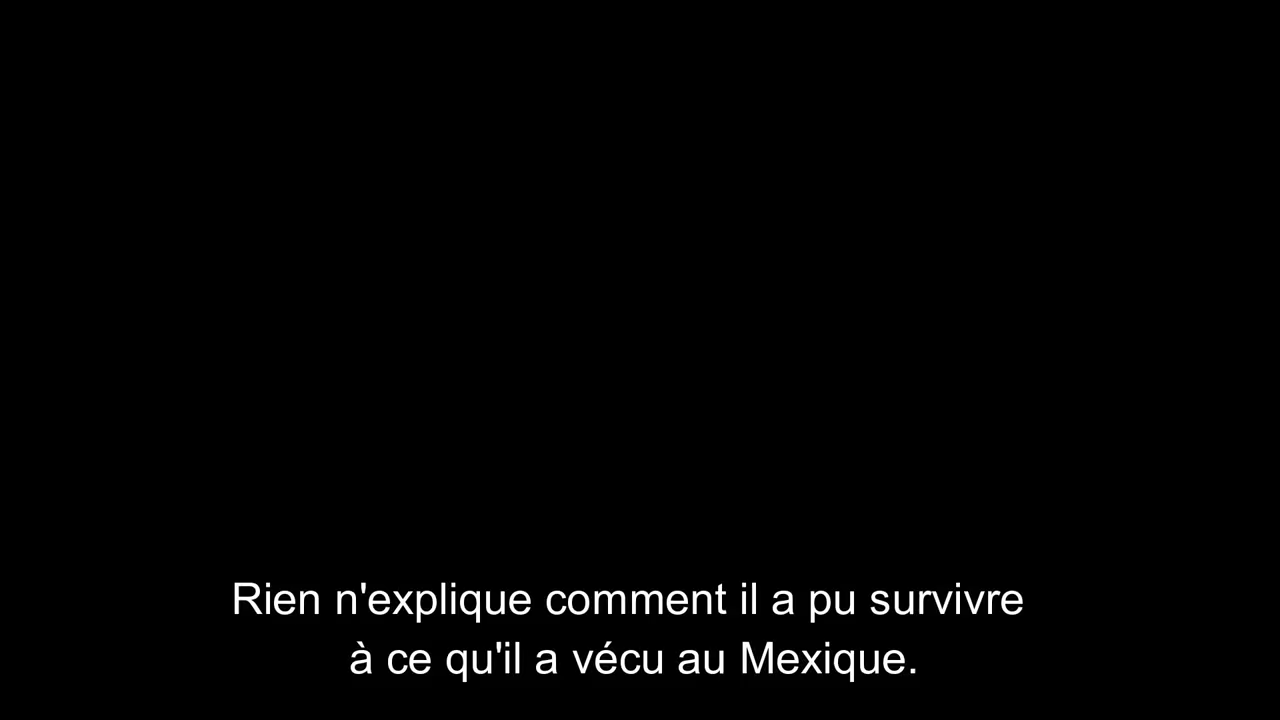 Rien n'explique comment il a pu survivre
à ce qu'il a vécu au Mexique.